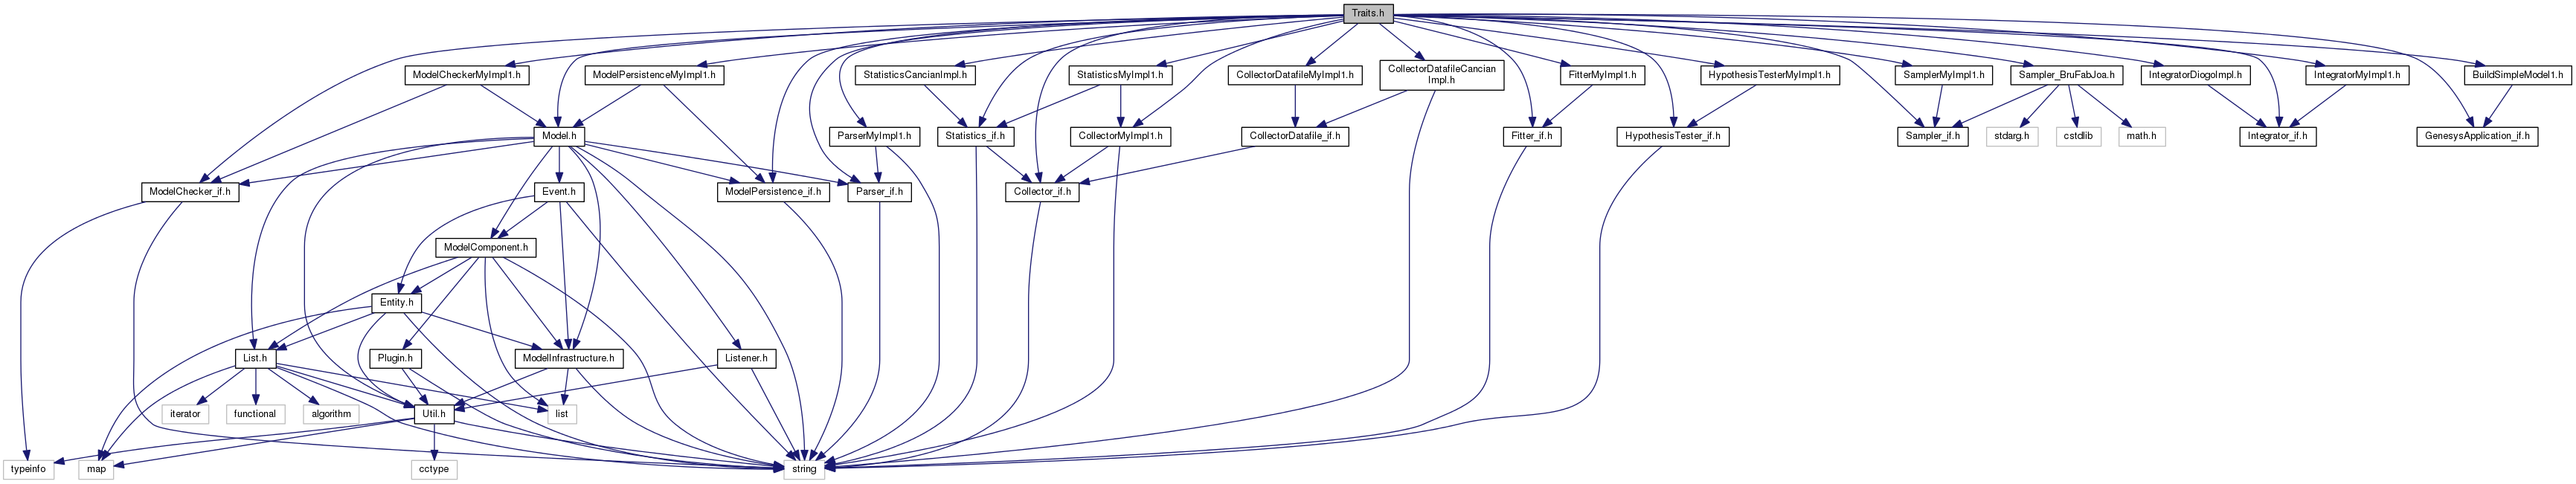 Traits.h
ModelCheckerMyImpl1.h
ModelPersistenceMyImpl1.h
StatisticsCancianImpl.h
StatisticsMyImpl1.h
CollectorDatafileMyImpl1.h
CollectorDatafileCancian
Impl.h
FitterMyImpl1.h
HypothesisTesterMyImpl1.h
SamplerMyImpl1.h
Sampler_BruFabJoa.h
IntegratorDiogoImpl.h
IntegratorMyImpl1.h
BuildSimpleModel1.h
Model.h
ParserMyImpl1.h
Statistics_if.h
CollectorMyImpl1.h
CollectorDatafile_if.h
Fitter_if.h
HypothesisTester_if.h
Sampler_if.h
stdarg.h
cstdlib
math.h
Integrator_if.h
GenesysApplication_if.h
ModelChecker_if.h
Event.h
ModelPersistence_if.h
Parser_if.h
Collector_if.h
ModelComponent.h
Entity.h
List.h
Plugin.h
ModelInfrastructure.h
Listener.h
iterator
functional
algorithm
Util.h
list
typeinfo
map
cctype
string